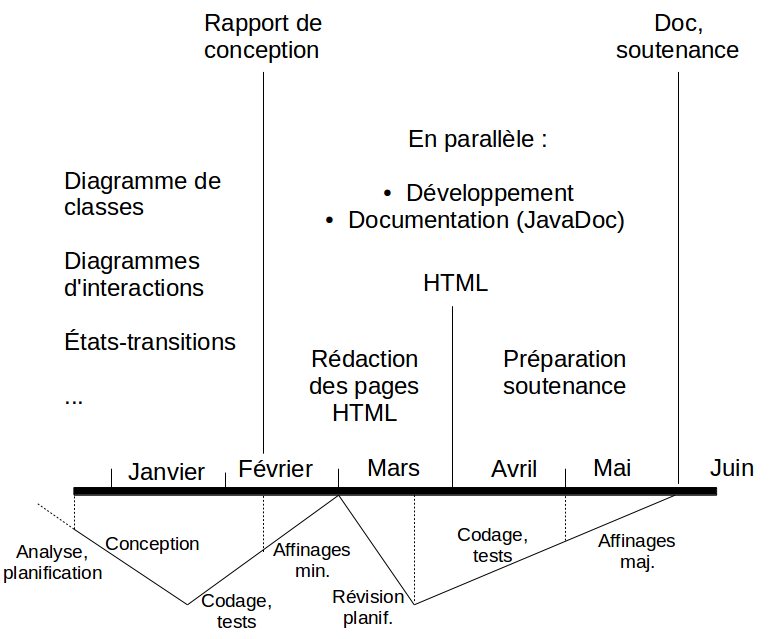 Rapport de
conception
Doc,
soutenance
En parallèle :
Diagramme de
classes
• Développement
• Documentation (JavaDoc)
Diagrammes
d'interactions
HTML
États-transitions
...
Rédaction
des pages
HTML
Préparation
soutenance
Janvier
Février
Mars
Avril
Mai
Juin
Analyse,
planification
Conception
Codage,
tests
Affinages
min.
Révision
planif.
Codage,
tests
Affinages
maj.